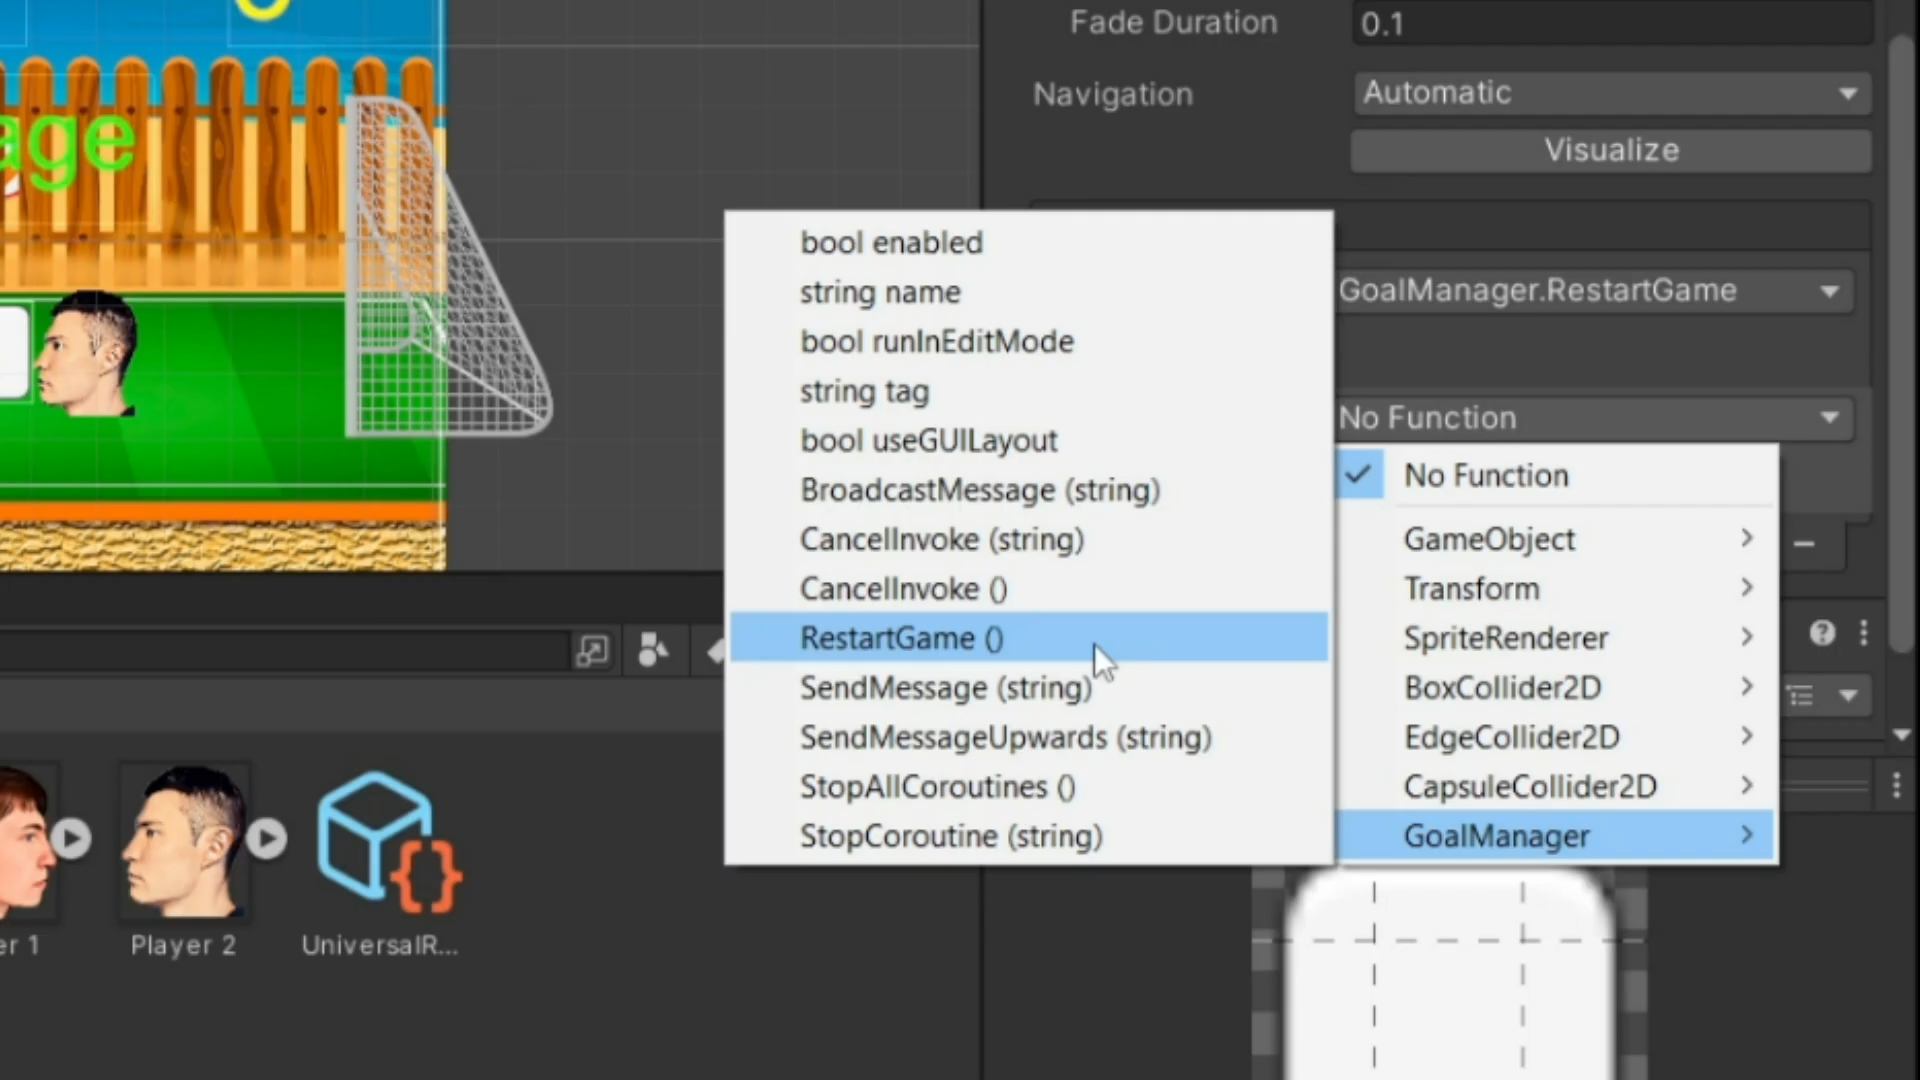 Fade Duration
0.1
Navigation
Automatic
Visualize
age
bool enabled
string name
bool runInEditMode
string tag
bool useGUILayout
BroadcastMessage (string)
CancelInvoke (string)
CancelInvoke ()
RestartGame ()
SendMessage (string)
SendMessageUpwards (string)
StopAllCoroutines ()
StopCoroutine (string)
GoalManager.RestartGame
No Function
No Function
GameObject
Transform
SpriteRenderer
BoxCollider2D
EdgeCollider2D
CapsuleCollider2D
GoalManager
er 1
Player 2
UniversalR...